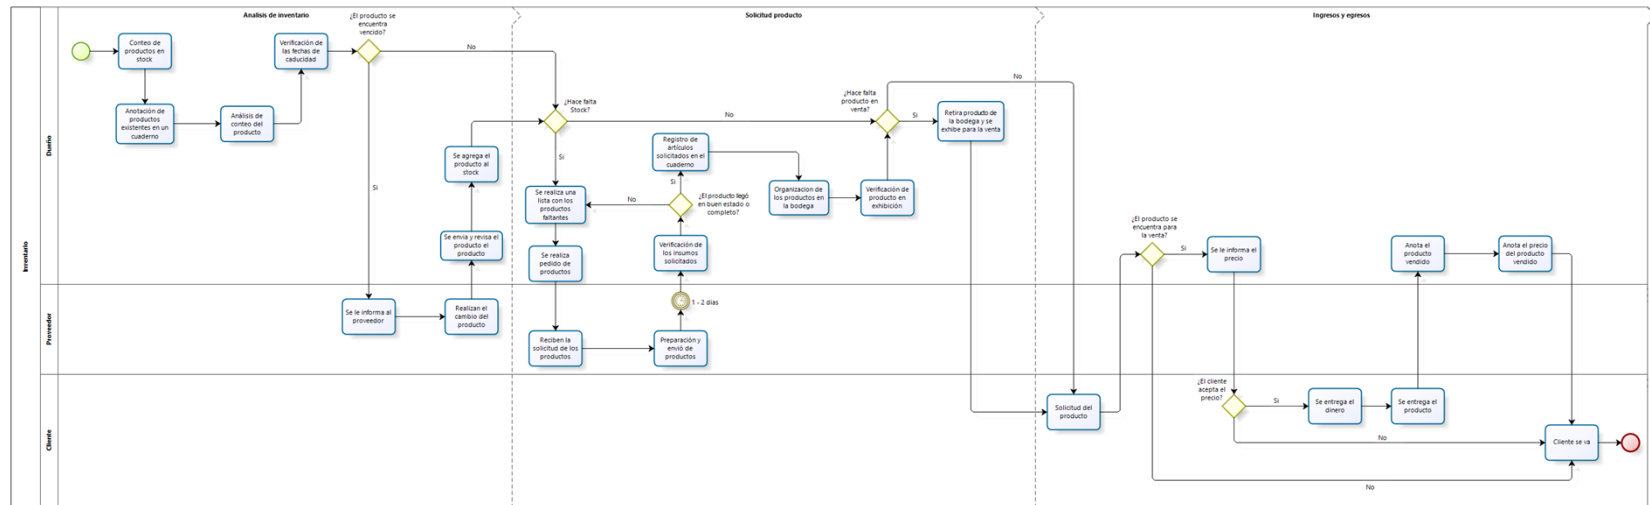 Analisis de inventario
Solicitud producto
Ingresos y egresos
Inventario
Dueño
Proveedor
Cliente
Conteo de
productos en
stock
Anotación de
productos
existentes en un
cuaderno
Análisis de
conteo del
producto
Verificación de
las fechas de
caducidad
¿El producto se
encuentra
vencido?
No
Si
Se le informa al
proveedor
Realizan el
cambio del
producto
Se envia y revisa el
producto el
producto
Se agrega el
producto al
stock
¿Hace falta
Stock?
No
Si
Se realiza una
lista con los
productos
faltantes
Se realiza
pedido de
productos
Reciben la
solicitud de los
productos
Preparación y
envió de
productos
1 - 2 dias
Verificación de
los insumos
solicitados
¿El producto legó
en buen estado o
completo?
No
Si
Registro de
artículos
solicitados en el
cuaderno
Organizacion de
los productos en
la bodega
Verificación de
producto en
exhibición
¿Hace falta
producto en
venta?
No
Si
Retira producto de
la bodega y se
exhibe para la venta
Solicitud del
producto
¿El producto se
encuentra para
la venta?
Si
No
Se le informa el
precio
¿El cliente
acepta el
precio?
Si
No
Se entrega el
dinero
Se entrega el
producto
Anota el
producto
vendido
Anota el precio
del producto
vendido
Cliente se va